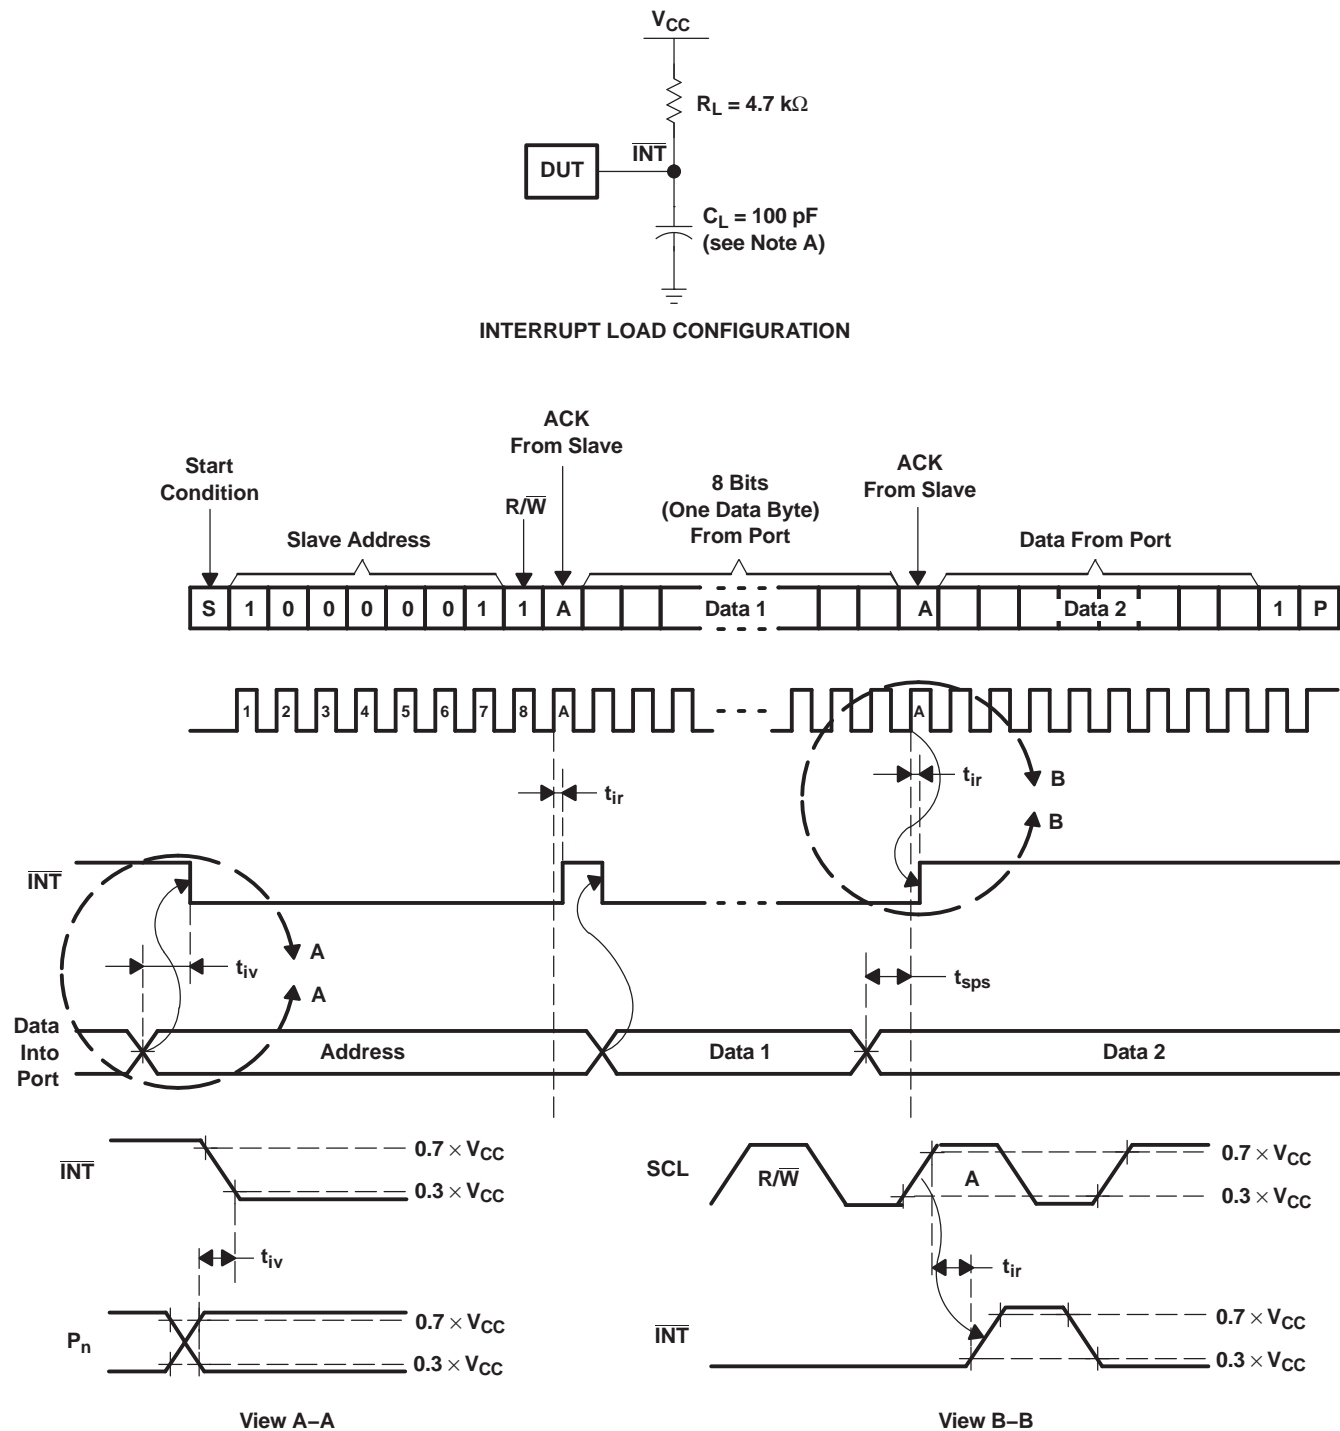 VCC
RL = 4.7 kΩ
INT
DUT
CL = 100 pF
(see Note A)
INTERRUPT LOAD CONFIGURATION
ACK
From Slave
Start
Condition
R/W
8 Bits
(One Data Byte)
From Port
ACK
From Slave
Slave Address
Data From Port
S 1 0 0 0 0 0 1 1 A Data 1 A Data 2 1 P
1 2 3 4 5 6 7 8 A A
tir
tir
B
B
INT
A
tiv
A
tsps
Data
Into
Port
Address
Data 1
Data 2
INT
0.7 × VCC
0.3 × VCC
tiv
Pn
0.7 × VCC
0.3 × VCC
View A–A
SCL
R/W
A
0.7 × VCC
0.3 × VCC
tir
INT
0.7 × VCC
0.3 × VCC
View B–B